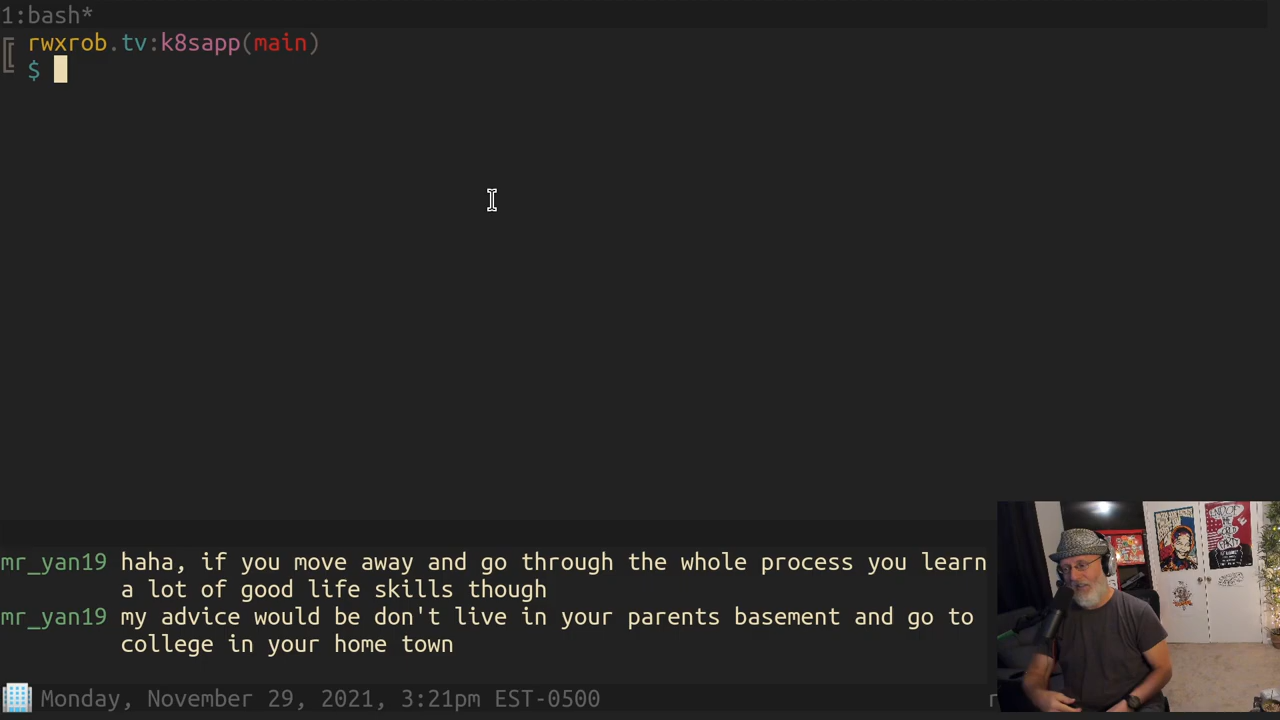 1:bash*
rwxrob.tv:k8sapp(main)
$
mr_yan19 haha, if you move away and go through the whole process you learn
a lot of good life skills though
mr_yan19 my advice would be don't live in your parents basement and go to
college in your home town
Monday, November 29, 2021, 3:21pm EST-0500
r